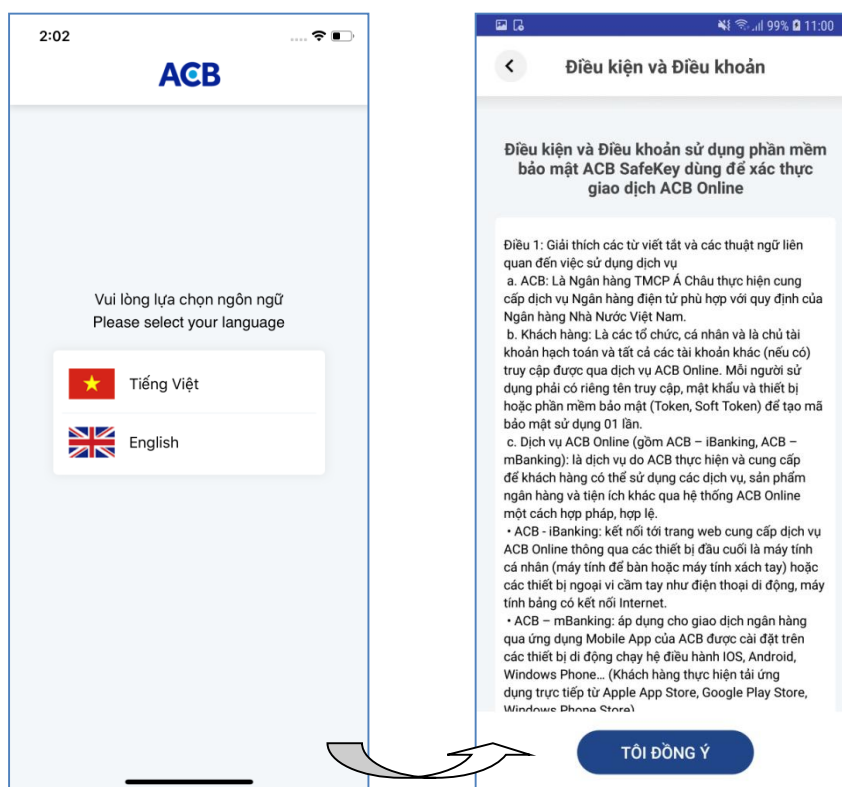 2:02
ACB
Vui lòng lựa chọn ngôn ngữ
Please select your language
Tiếng Việt
English
99% 11:00
Điều kiện và Điều khoản
Điều kiện và Điều khoản sử dụng phần mềm
bảo mật ACB SafeKey dùng để xác thực
giao dịch ACB Online
Điều 1: Giải thích các từ viết tắt và các thuật ngữ liên
quan đến việc sử dụng dịch vụ
a. ACB: Là Ngân hàng TMCP Á Châu thực hiện cung
cấp dịch vụ Ngân hàng điện tử phù hợp với quy định của
Ngân hàng Nhà Nước Việt Nam.
b. Khách hàng: Là các tổ chức, cá nhân và là chủ tài
khoản hạch toán và tất cả các tài khoản khác (nếu có)
truy cập được qua dịch vụ ACB Online. Mỗi người sử
dụng phải có riêng tên truy cập, mật khẩu và thiết bị
hoặc phần mềm bảo mật (Token, Soft Token) để tạo mã
bảo mật sử dụng 01 lần.
c. Dịch vụ ACB Online (gồm ACB – iBanking, ACB –
mBanking): là dịch vụ do ACB thực hiện và cung cấp
để khách hàng có thể sử dụng các dịch vụ, sản phẩm
ngân hàng và tiện ích khác qua hệ thống ACB Online
một cách hợp pháp, hợp lệ.
• ACB - iBanking: kết nối tới trang web cung cấp dịch vụ
ACB Online thông qua các thiết bị đầu cuối là máy tính
cá nhân (máy tính để bàn hoặc máy tính xách tay) hoặc
các thiết bị ngoại vi cầm tay như điện thoại di động, máy
tính bảng có kết nối Internet.
• ACB – mBanking: áp dụng cho giao dịch ngân hàng
qua ứng dụng Mobile App của ACB được cài đặt trên
các thiết bị di động chạy hệ điều hành IOS, Android,
Windows Phone... (Khách hàng thực hiện tải ứng
dụng trực tiếp từ Apple App Store, Google Play Store,
Windows Phone Store)
TÔI ĐỒNG Ý